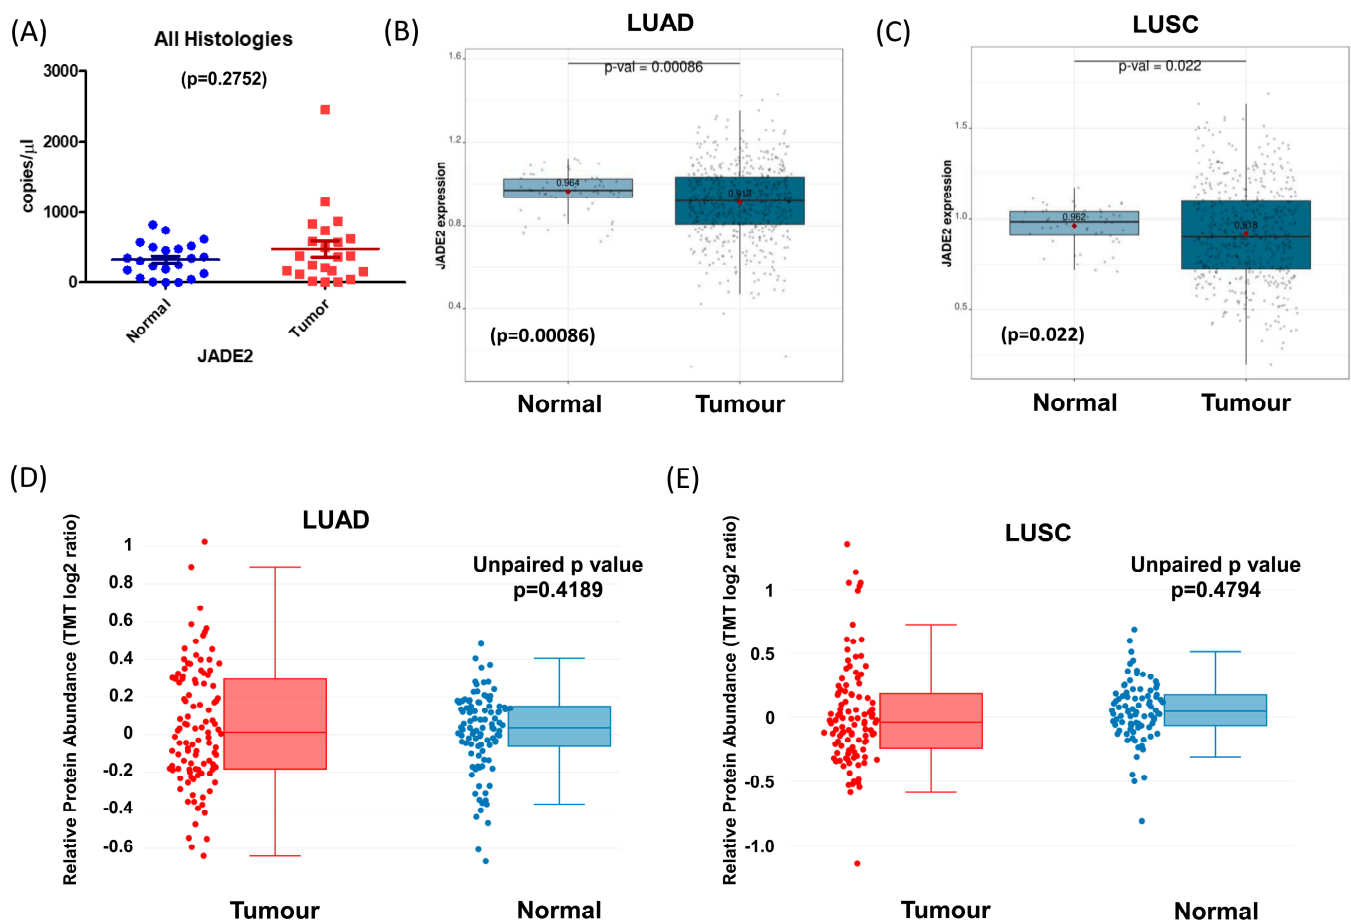 (A)
All Histologies
(p=0.2752)
3000
2000
1000
0
copies/µl
Normal
Tumor
JADE2
(B)
LUAD
p-val = 0.00086
1.6
1.2
0.8
0.4
JADE2 expression
0.964
0.913
(p=0.00086)
Normal
Tumour
(C)
LUSC
p-val = 0.022
1.5
1.0
0.5
JADE2 expression
0.962
0.918
(p=0.022)
Normal
Tumour
(D)
LUAD
Unpaired p value
p=0.4189
Relative Protein Abundance (TMT log2 ratio)
1
0.8
0.6
0.4
0.2
0
-0.2
-0.4
-0.6
Tumour
Normal
(E)
LUSC
Unpaired p value
p=0.4794
Relative Protein Abundance (TMT log2 ratio)
1
0.5
0
-0.5
-1.0
Tumour
Normal